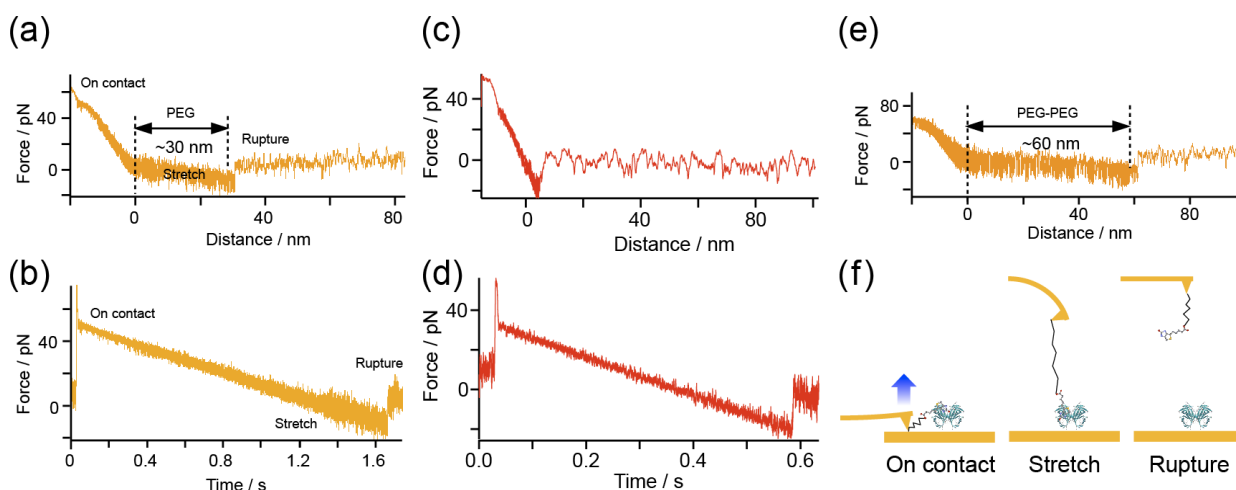 (a)
On contact
PEG
~30 nm
Rupture
Stretch
Force / pN
40
0
0
40
80
Distance / nm
(c)
Force / pN
40
0
0
40
80
Distance / nm
(e)
PEG-PEG
~60 nm
Force / pN
80
40
0
0
40
80
Distance / nm
(b)
On contact
Rupture
Stretch
Force / pN
40
0
0
0.4
0.8
1.2
1.6
Time / s
(d)
Force / pN
40
0
0.0
0.2
0.4
0.6
Time / s
(f)
On contact
Stretch
Rupture